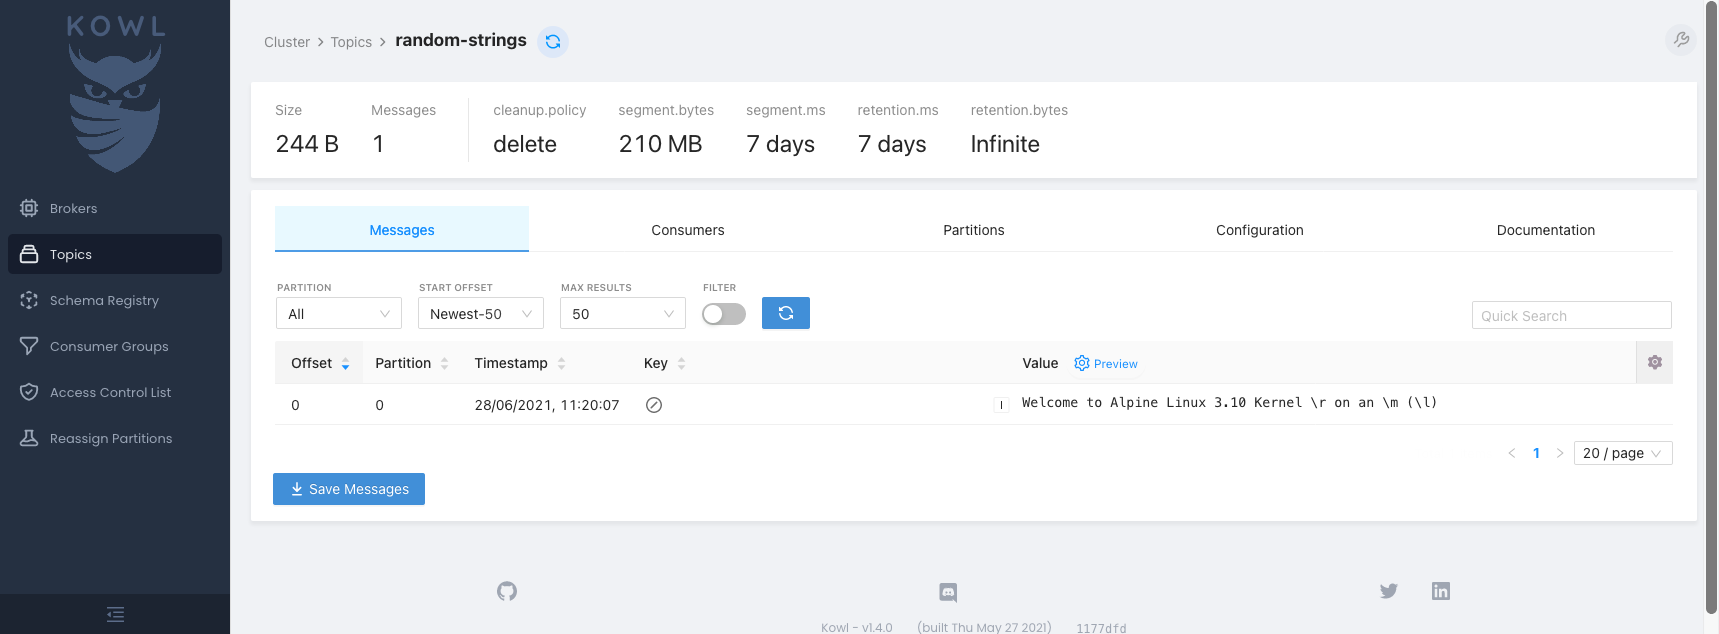 KOWL
Brokers
Topics
Schema Registry
Consumer Groups
Access Control List
Reassign Partitions
Cluster > Topics > random-strings
Size Messages cleanup.policy segment.bytes segment.ms retention.ms retention.bytes
244 B 1 delete 210 MB 7 days 7 days Infinite
Messages Consumers Partitions Configuration Documentation
PARTITION START OFFSET MAX RESULTS FILTER
All Newest-50 50 Quick Search
Offset Partition Timestamp Key Value Preview
0 0 28/06/2021, 11:20:07 Welcome to Alpine Linux 3.10 Kernel \r on an \m (\l)
< 1 > 20 / page
Save Messages
Kowl - v1.4.0 (built Thu May 27 2021) 1177dfd